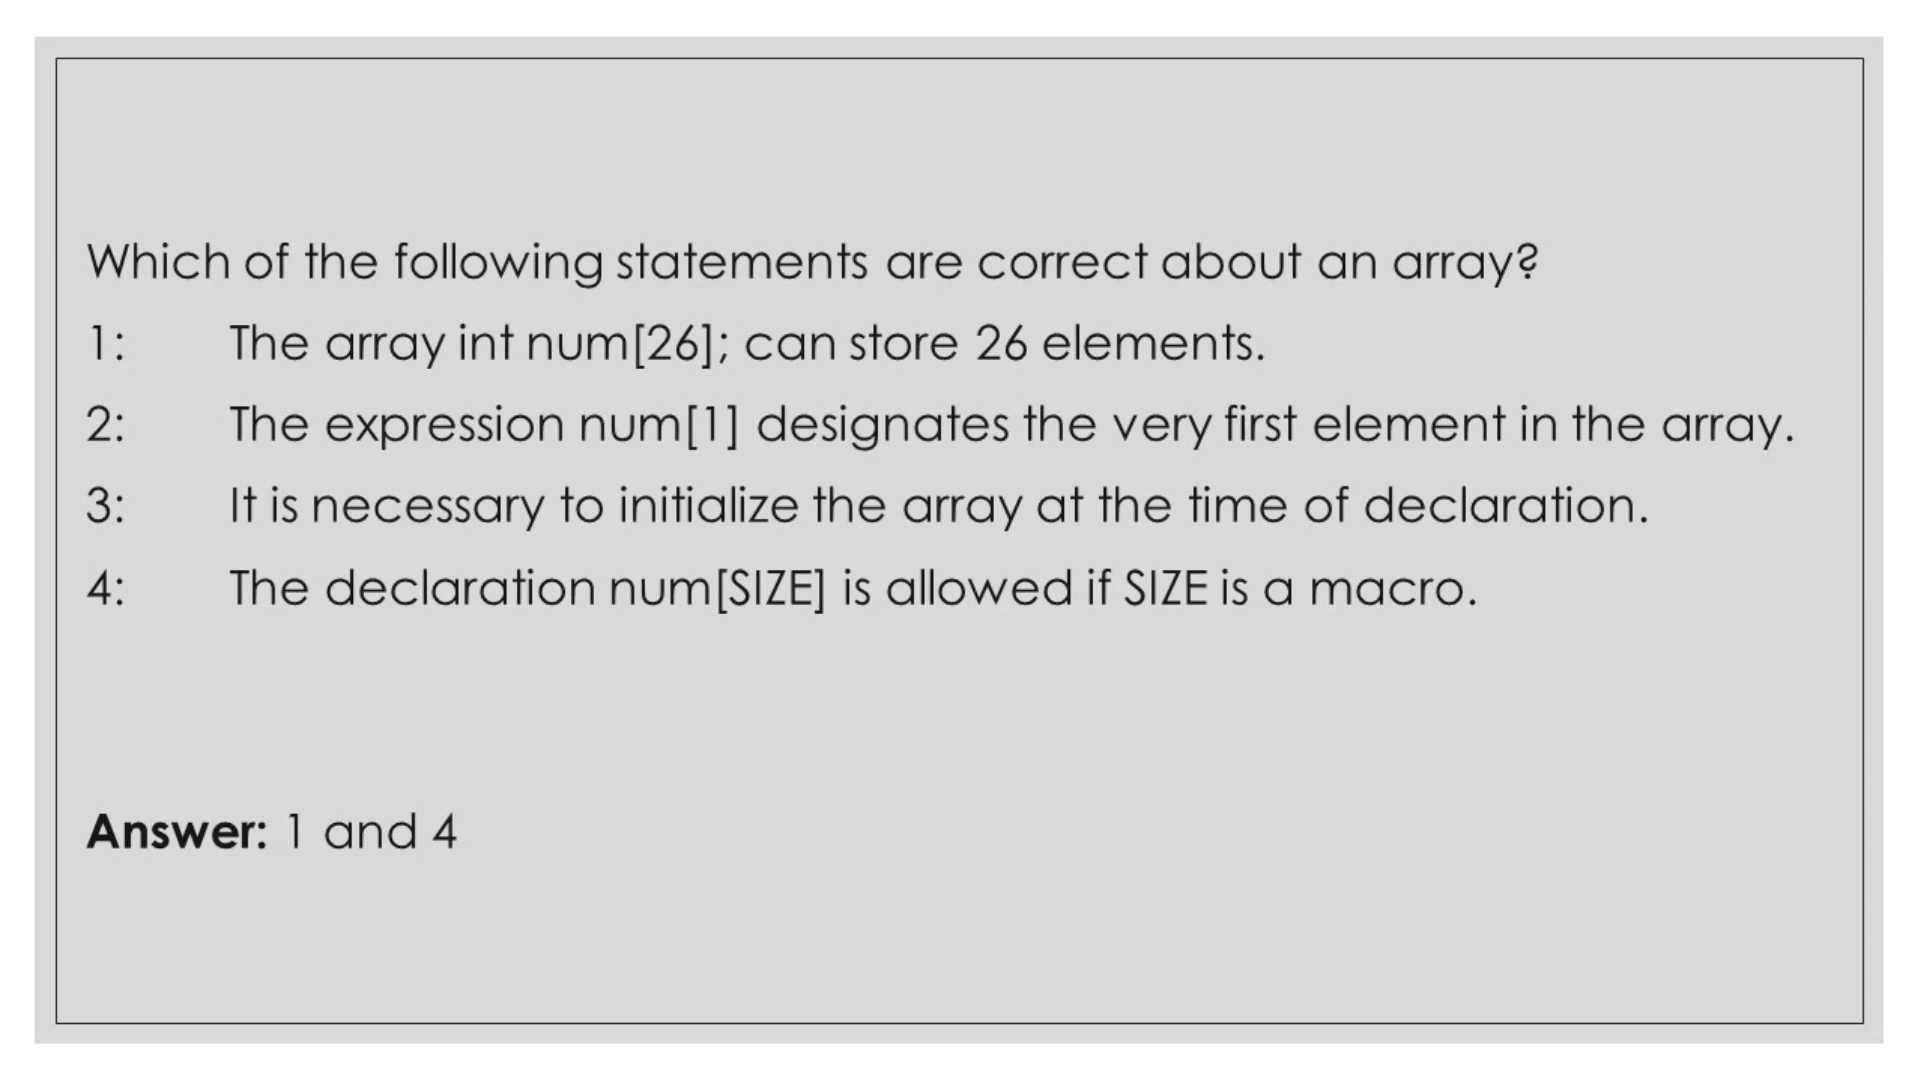 Which of the following statements are correct about an array?
1: The array int num[26]; can store 26 elements.
2: The expression num[1] designates the very first element in the array.
3: It is necessary to initialize the array at the time of declaration.
4: The declaration num[SIZE] is allowed if SIZE is a macro.
Answer: 1 and 4